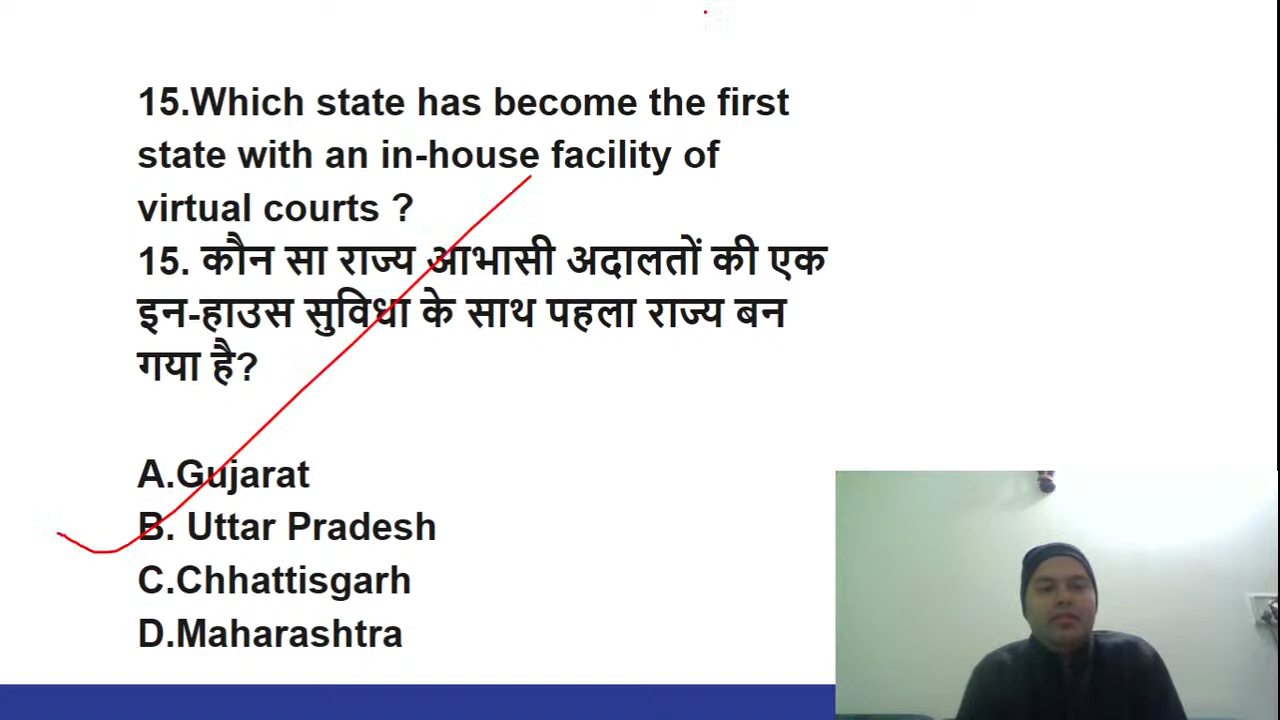 15.Which state has become the first
state with an in-house facility of
virtual courts ?
15. कौन सा राज्य आभासी अदालतों की एक
इन-हाउस सुविधा के साथ पहला राज्य बन
गया है?
A.Gujarat
B. Uttar Pradesh
C.Chhattisgarh
D.Maharashtra